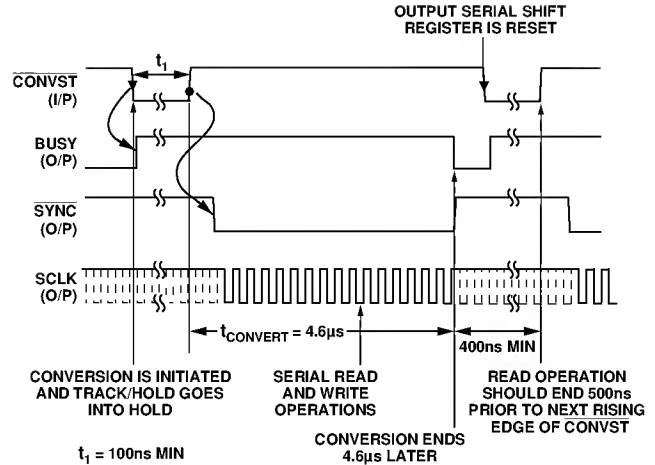 OUTPUT SERIAL SHIFT
REGISTER IS RESET
t1
CONVST
(I/P)
BUSY
(O/P)
SYNC
(O/P)
SCLK
(O/P)
tCONVERT = 4.6µs
400ns MIN
CONVERSION IS INITIATED
AND TRACK/HOLD GOES
INTO HOLD
SERIAL READ
AND WRITE
OPERATIONS
READ OPERATION
SHOULD END 500ns
PRIOR TO NEXT RISING
EDGE OF CONVST
CONVERSION ENDS
4.6µs LATER
t1 = 100ns MIN